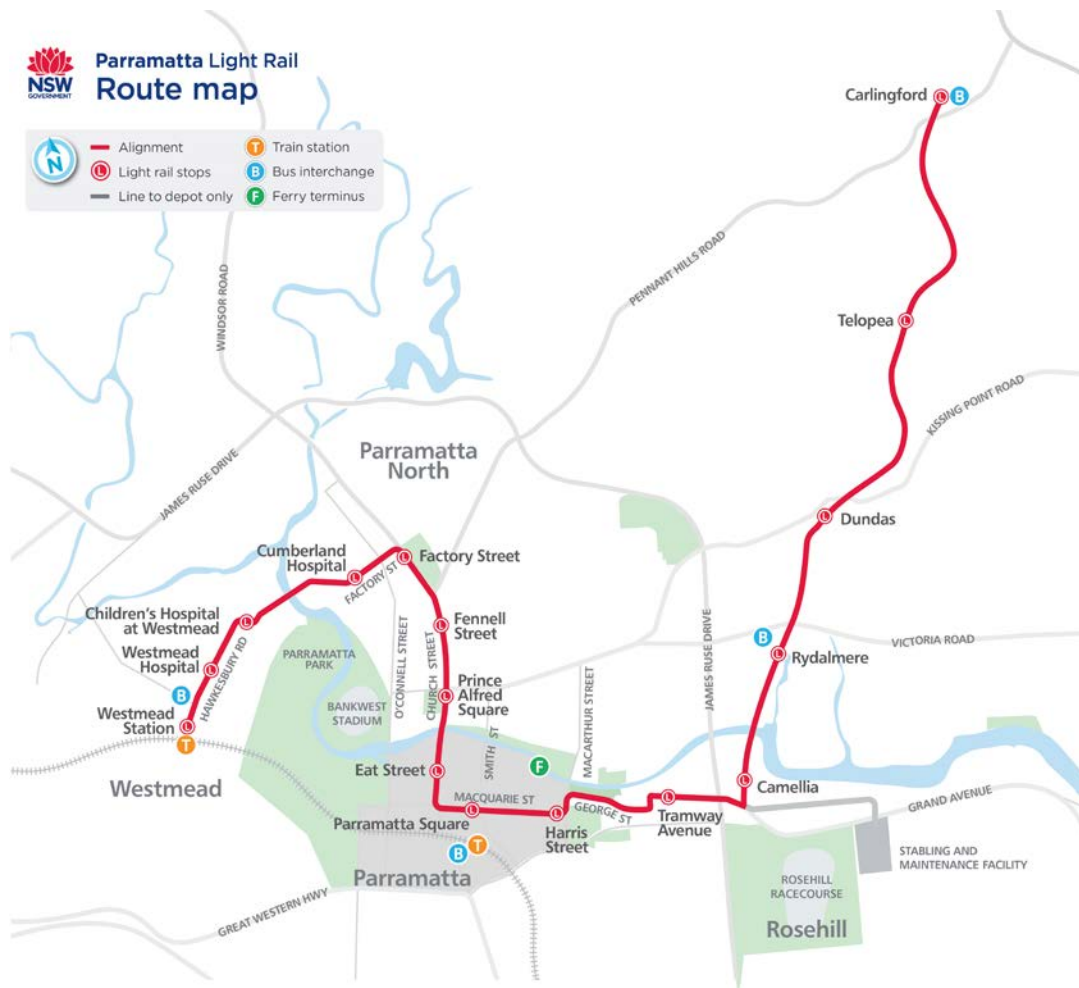 NSW
GOVERNMENT
Parramatta Light Rail
Route map
N
Alignment
T Train station
L Light rail stops
B Bus interchange
Line to depot only
F Ferry terminus
Carlingford
L
B
WINDSOR ROAD
PENNANT HILLS ROAD
Telopea
L
KISSING POINT ROAD
JAMES RUSE DRIVE
Parramatta
North
Dundas
L
Cumberland
Hospital
L
FACTORY ST
L
Factory Street
Children's Hospital
at Westmead
L
Fennell
Street
L
Westmead
Hospital
L
HAWKESBURY RD
PARRAMATTA
PARK
O'CONNELL STREET
CHURCH STREET
B
L
Rydalmere
VICTORIA ROAD
JAMES RUSE DRIVE
B
Westmead
Station
L
T
BANKWEST
STADIUM
Prince
Alfred
Square
L
SMITH ST
MACARTHUR STREET
Westmead
Eat Street
L
F
L
Camellia
MACQUARIE ST
GEORGE ST
L
Tramway
Avenue
GRAND AVENUE
Parramatta Square
L
L
Harris
Street
B
T
STABLING AND
MAINTENANCE FACILITY
Parramatta
ROSEHILL
RACECOURSE
GREAT WESTERN HWY
Rosehill